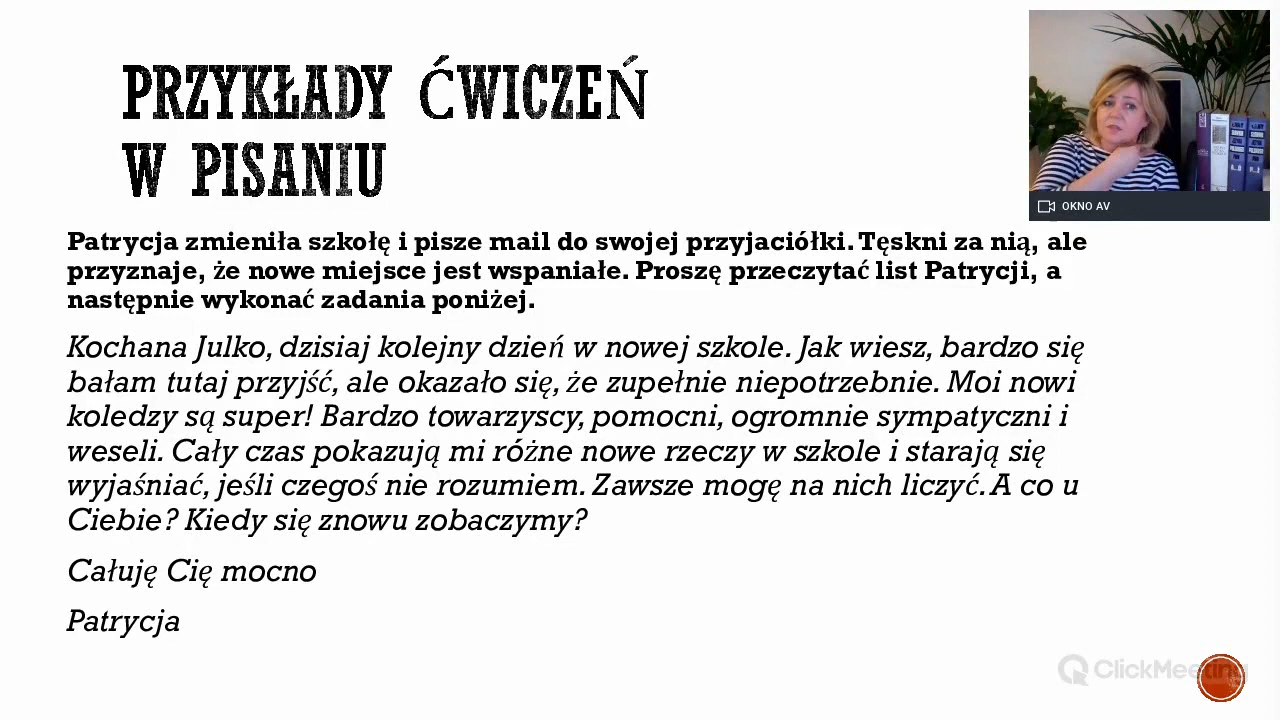 PRZYKŁADY ĆWICZEŃ
W PISANIU
OKNO AV
Patrycja zmieniła szkołę i pisze mail do swojej przyjaciółki. Tęskni za nią, ale
przyznaje, że nowe miejsce jest wspaniałe. Proszę przeczytać list Patrycji, a
następnie wykonać zadania poniżej.
Kochana Julko, dzisiaj kolejny dzień w nowej szkole. Jak wiesz, bardzo się
bałam tutaj przyjść, ale okazało się, że zupełnie niepotrzebnie. Moi nowi
koledzy są super! Bardzo towarzyscy, pomocni, ogromnie sympatyczni i
weseli. Cały czas pokazują mi różne nowe rzeczy w szkole i starają się
wyjaśniać, jeśli czegoś nie rozumiem. Zawsze mogę na nich liczyć. A co u
Ciebie? Kiedy się znowu zobaczymy?
Całuję Cię mocno
Patrycja
ClickMeeting